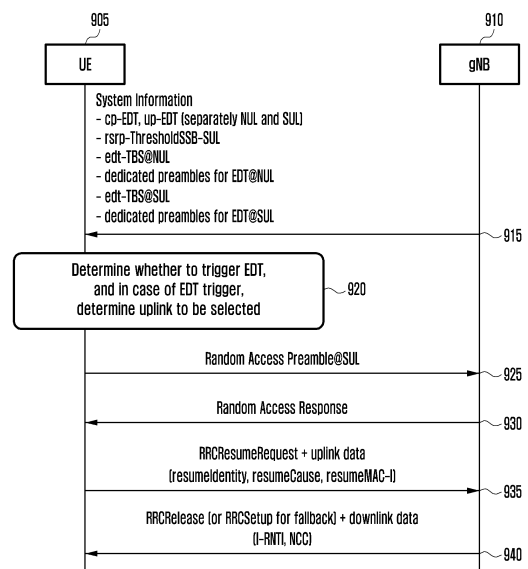 905
910
UE
gNB
System Information
- cp-EDT, up-EDT (separately NUL and SUL)
- rsrp-ThresholdSSB-SUL
- edt-TBS@NUL
- dedicated preambles for EDT@NUL
- edt-TBS@SUL
- dedicated preambles for EDT@SUL
915
Determine whether to trigger EDT,
and in case of EDT trigger,
determine uplink to be selected
920
Random Access Preamble@SUL
925
Random Access Response
930
RRCResumeRequest + uplink data
(resumeIdentity, resumeCause, resumeMAC-I)
935
RRCRelease (or RRCSetup for fallback) + downlink data
(I-RNTI, NCC)
940